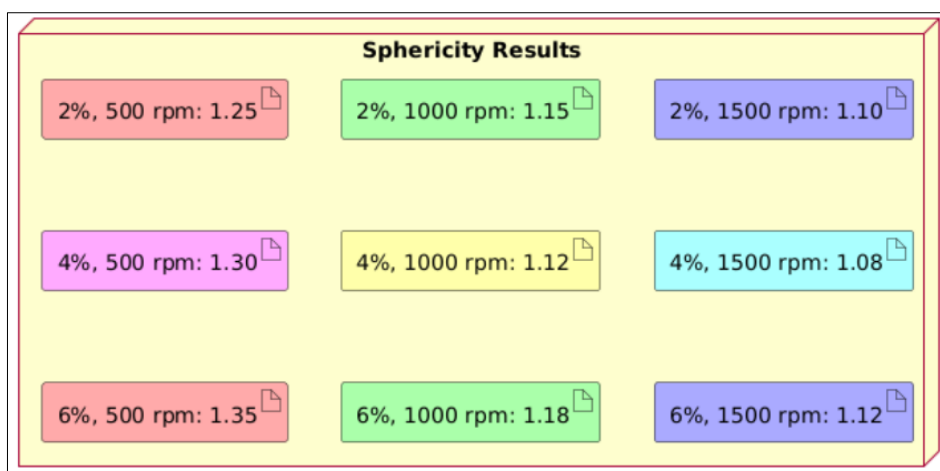 Sphericity Results
2%, 500 rpm: 1.25
2%, 1000 rpm: 1.15
2%, 1500 rpm: 1.10
4%, 500 rpm: 1.30
4%, 1000 rpm: 1.12
4%, 1500 rpm: 1.08
6%, 500 rpm: 1.35
6%, 1000 rpm: 1.18
6%, 1500 rpm: 1.12